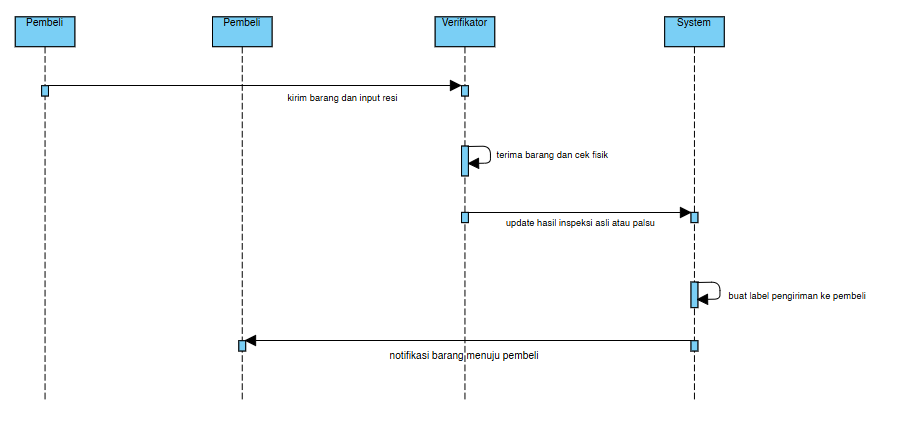 Pembeli
Pembeli
Verifikator
System
kirim barang dan input resi
terima barang dan cek fisik
update hasil inspeksi asli atau palsu
buat label pengiriman ke pembeli
notifikasi barang menuju pembeli